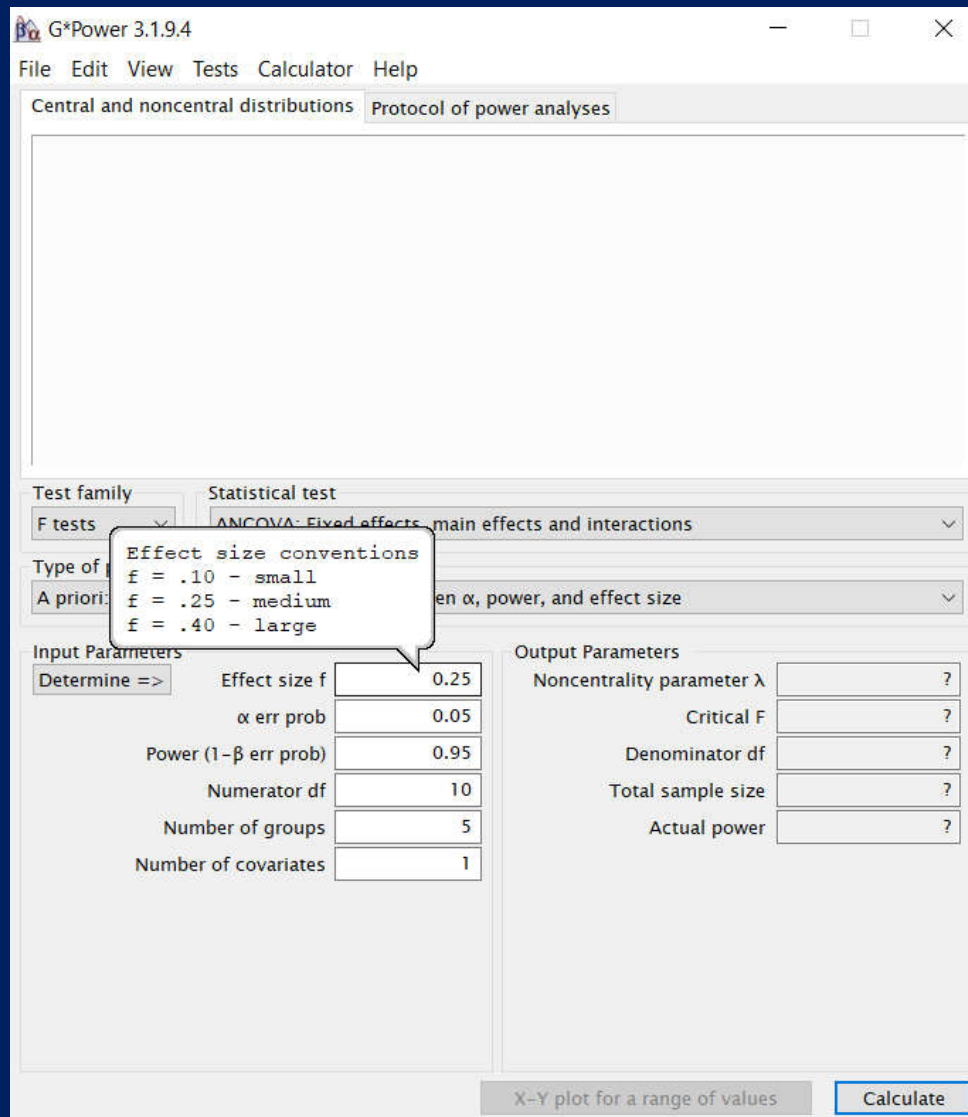 G*Power 3.1.9.4
File Edit View Tests Calculator Help
Central and noncentral distributions Protocol of power analyses
Test family Statistical test
F tests ANCOVA: Fixed effects, main effects and interactions
Effect size conventions
f = .10 - small
f = .25 - medium
f = .40 - large
Type of
A priori: en α, power, and effect size
Input Parameters Output Parameters
Determine => Effect size f 0.25 Noncentrality parameter λ ?
α err prob 0.05 Critical F ?
Power (1-β err prob) 0.95 Denominator df ?
Numerator df 10 Total sample size ?
Number of groups 5 Actual power ?
Number of covariates 1
X-Y plot for a range of values Calculate